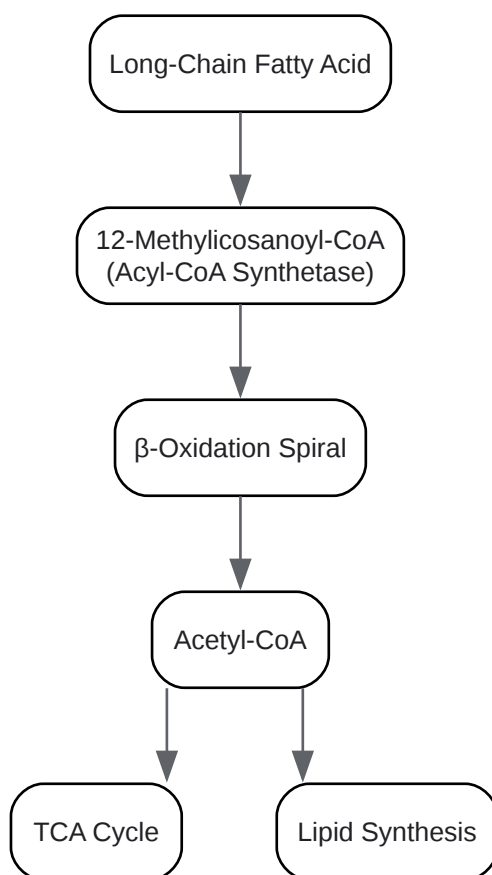 Long-Chain Fatty Acid
12-Methylicosanoyl-CoA
(Acyl-CoA Synthetase)
β-Oxidation Spiral
Acetyl-CoA
TCA Cycle
Lipid Synthesis